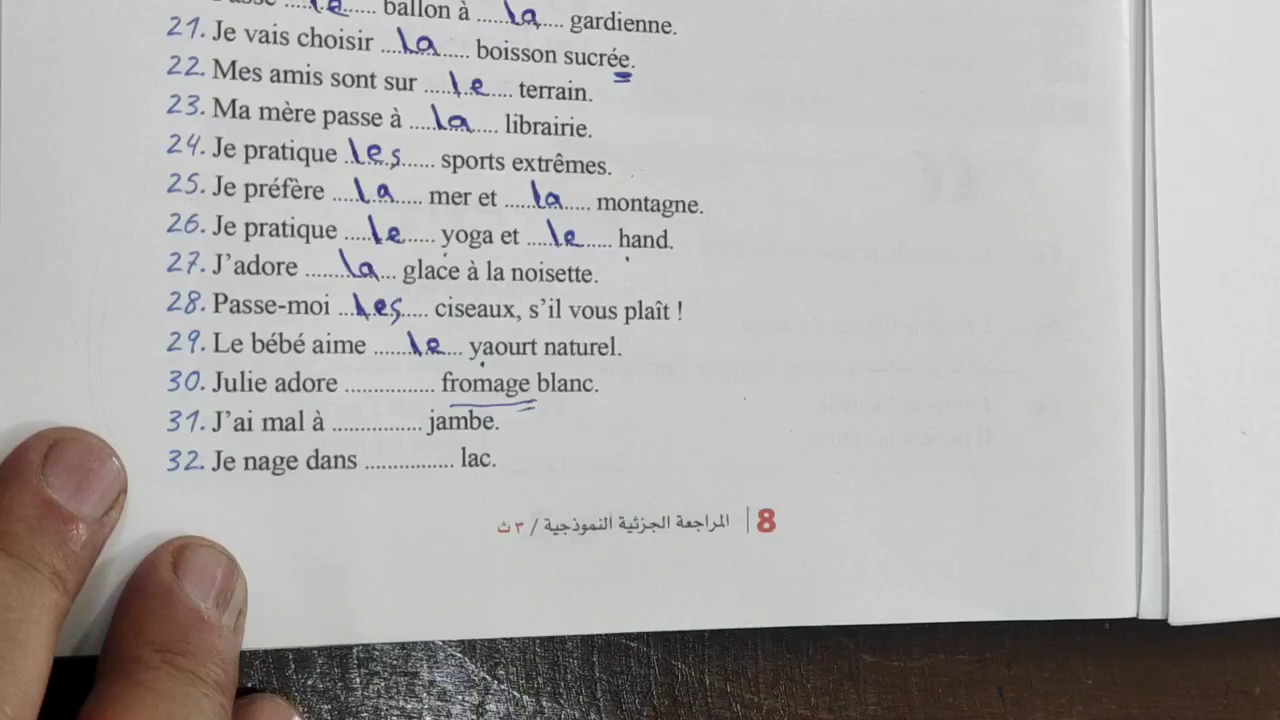 ..le.. ballon à ..la.. gardienne.
21. Je vais choisir ..la.. boisson sucrée.
22. Mes amis sont sur ..le.. terrain.
23. Ma mère passe à ..la.. librairie.
24. Je pratique ..les.. sports extrêmes.
25. Je préfère ..la.. mer et ..la.. montagne.
26. Je pratique ..le.. yoga et ..le.. hand.
27. J'adore ..la.. glace à la noisette.
28. Passe-moi ..les.. ciseaux, s'il vous plaît !
29. Le bébé aime ..le.. yaourt naturel.
30. Julie adore ............... fromage blanc.
31. J'ai mal à ............... jambe.
32. Je nage dans ............... lac.
8 | المراجعة الجزئية النموذجية / ٣ ث